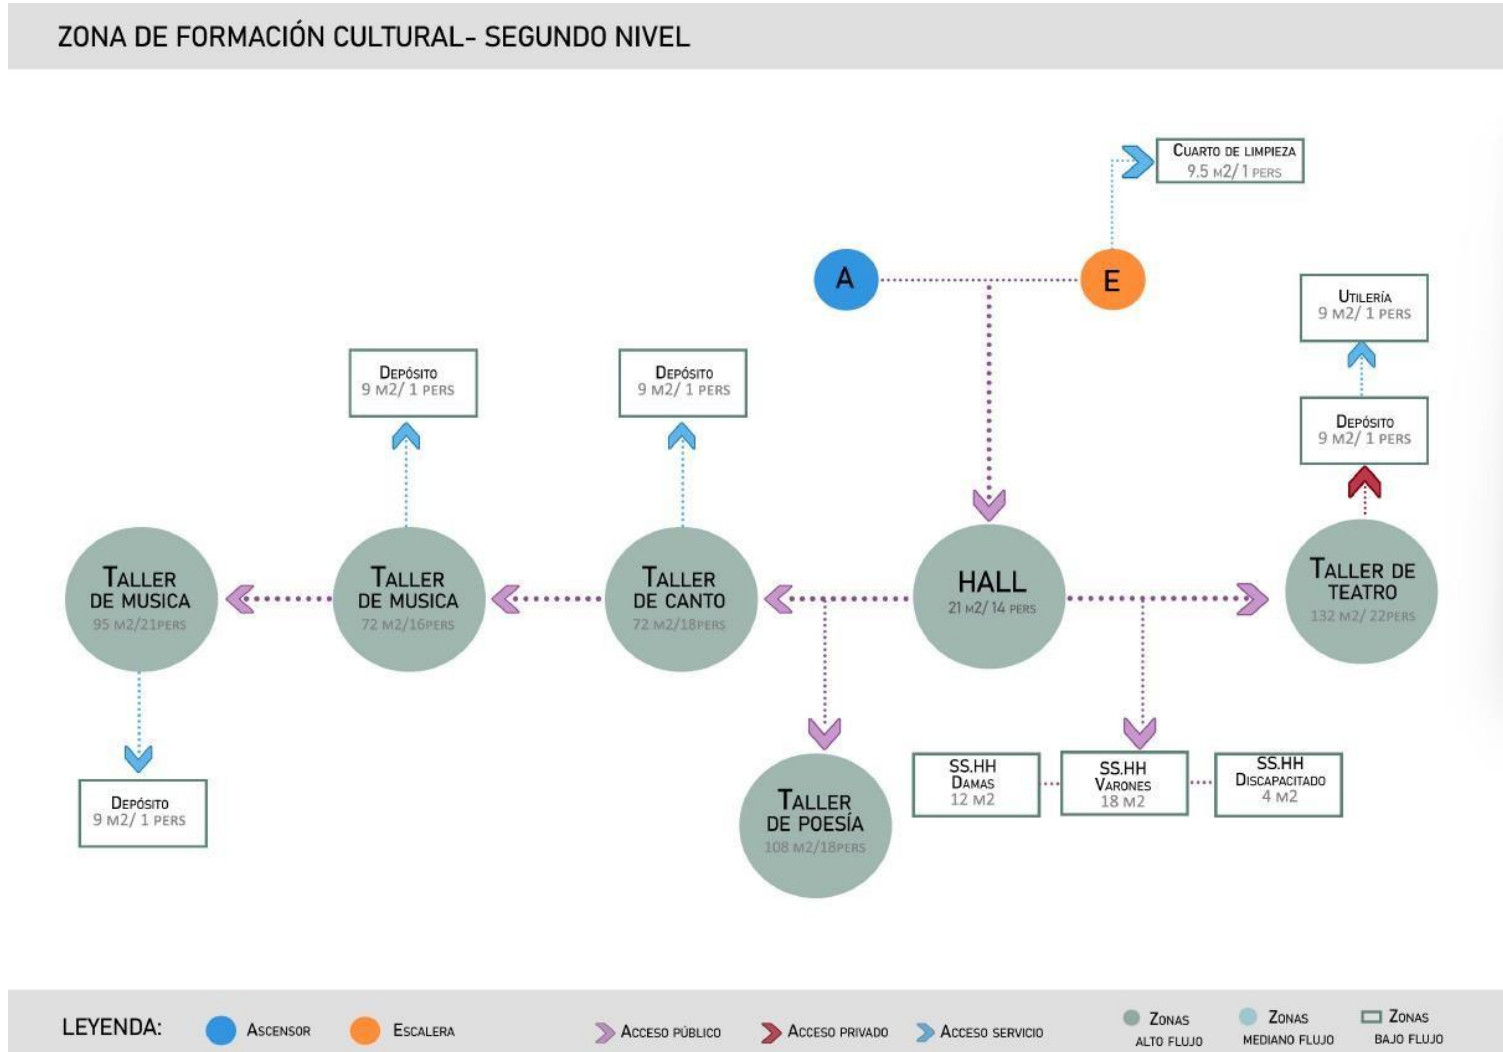 ZONA DE FORMACIÓN CULTURAL- SEGUNDO NIVEL
CUARTO DE LIMPIEZA
9.5 M2/ 1 PERS
A
E
UTILERÍA
9 M2/ 1 PERS
DEPÓSITO
9 M2/ 1 PERS
DEPÓSITO
9 M2/ 1 PERS
DEPÓSITO
9 M2/ 1 PERS
TALLER
DE MUSICA
95 M2/21PERS
TALLER
DE MUSICA
72 M2/16PERS
TALLER
DE CANTO
72 M2/18PERS
HALL
21 M2/ 14 PERS
TALLER DE
TEATRO
132 M2/ 22PERS
DEPÓSITO
9 M2/ 1 PERS
TALLER
DE POESÍA
108 M2/18PERS
SS.HH
DAMAS
12 M2
SS.HH
VARONES
18 M2
SS.HH
DISCAPACITADO
4 M2
LEYENDA:
ASCENSOR
ESCALERA
ACCESO PÚBLICO
ACCESO PRIVADO
ACCESO SERVICIO
ZONAS
ALTO FLUJO
ZONAS
MEDIANO FLUJO
ZONAS
BAJO FLUJO